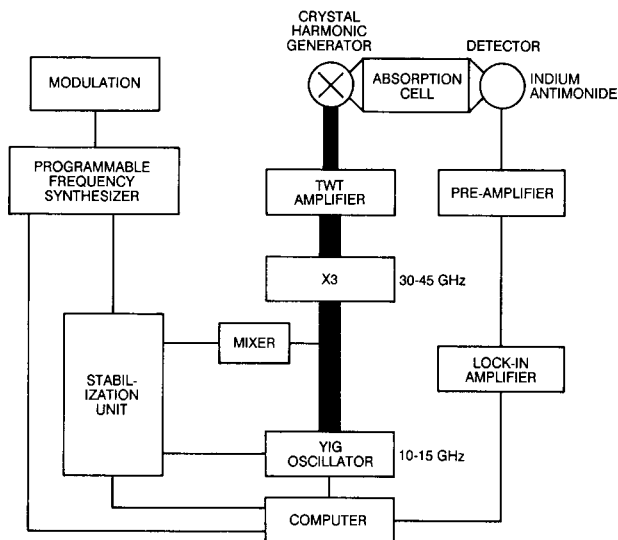 CRYSTAL
HARMONIC
GENERATOR
DETECTOR
MODULATION
ABSORPTION
CELL
INDIUM
ANTIMONIDE
PROGRAMMABLE
FREQUENCY
SYNTHESIZER
TWT
AMPLIFIER
PRE-AMPLIFIER
X3
30-45 GHz
MIXER
STABIL-
IZATION
UNIT
LOCK-IN
AMPLIFIER
YIG
OSCILLATOR
10-15 GHz
COMPUTER